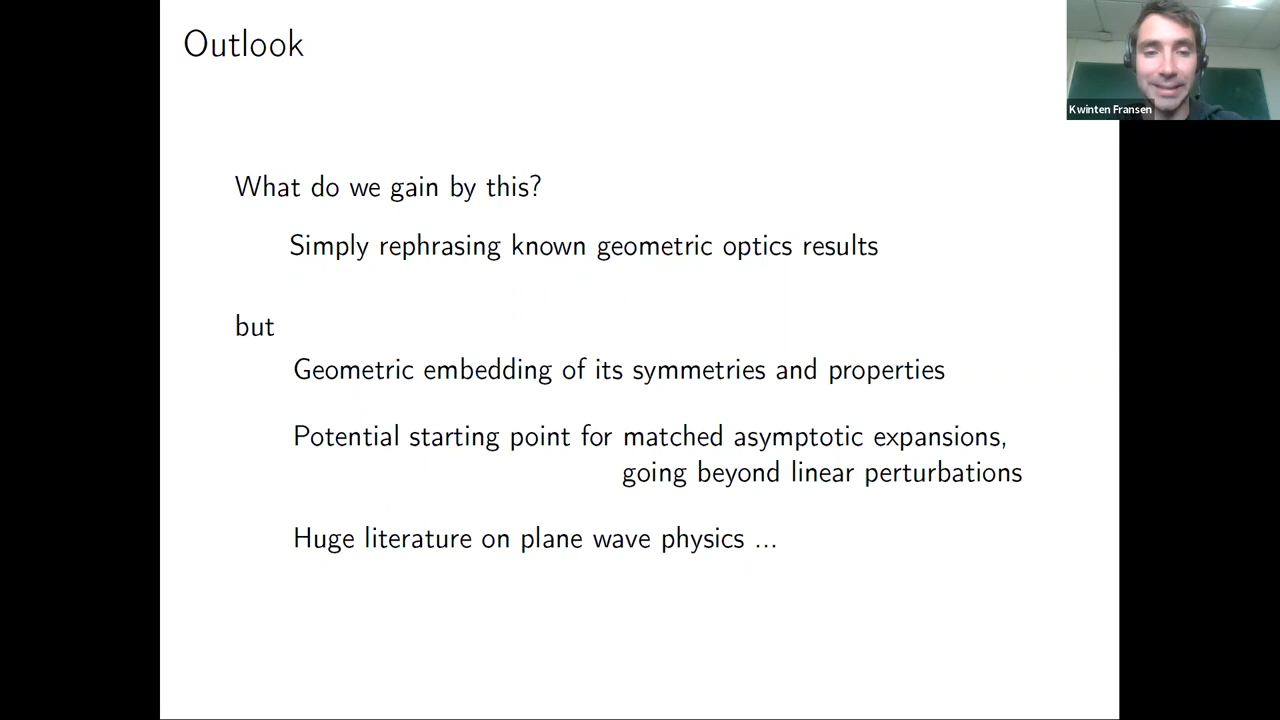 Outlook
Kwinten Fransen
What do we gain by this?
Simply rephrasing known geometric optics results
but
Geometric embedding of its symmetries and properties
Potential starting point for matched asymptotic expansions,
going beyond linear perturbations
Huge literature on plane wave physics ...